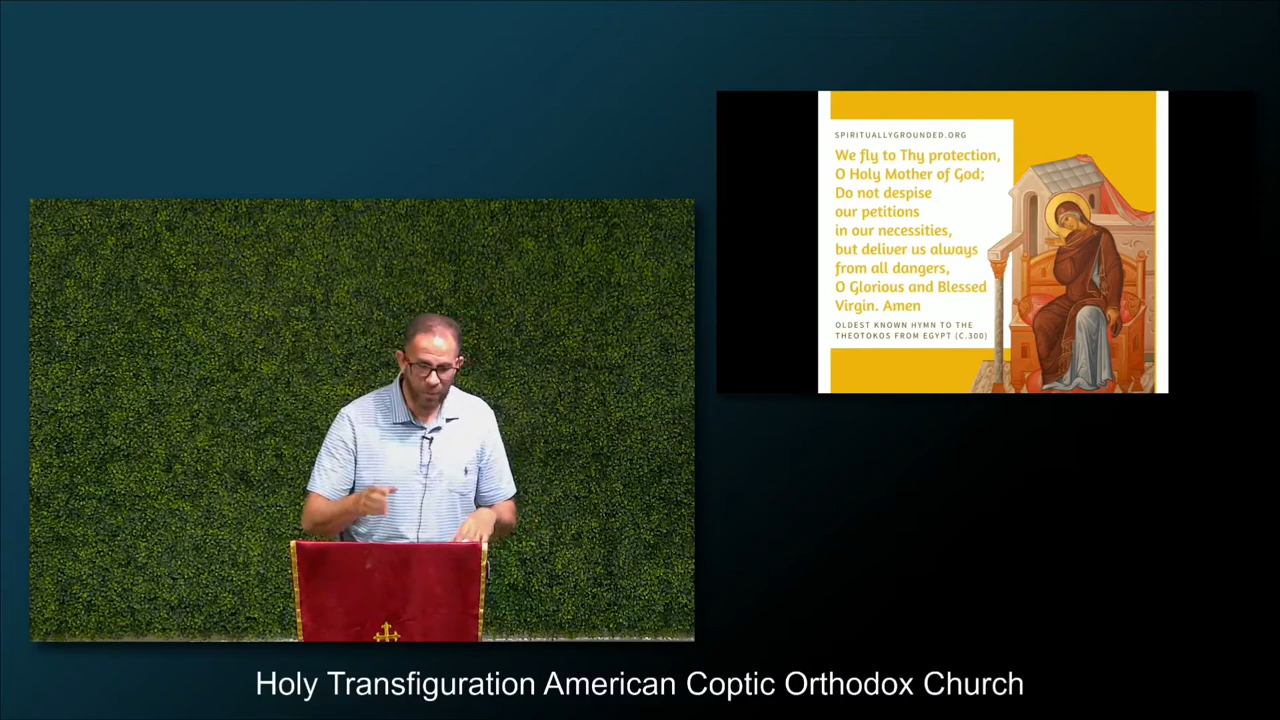 SPIRITUALLYGROUNDED.ORG
We fly to Thy protection,
O Holy Mother of God;
Do not despise
our petitions
in our necessities,
but deliver us always
from all dangers,
O Glorious and Blessed
Virgin. Amen
OLDEST KNOWN HYMN TO THE
THEOTOKOS FROM EGYPT (C.300)
Holy Transfiguration American Coptic Orthodox Church